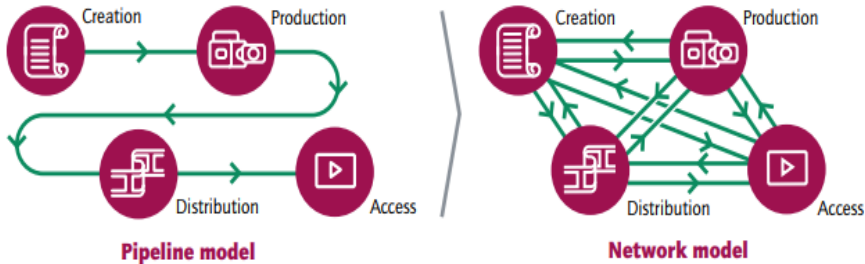 Creation
Production
Distribution
Access
Pipeline model
Creation
Production
Distribution
Access
Network model